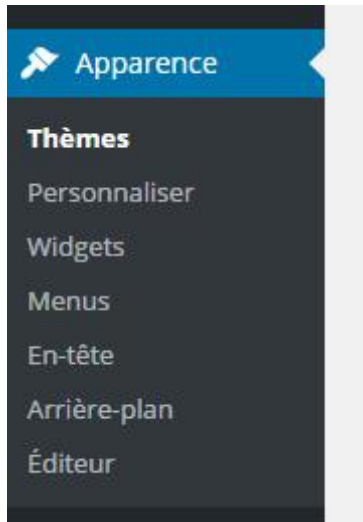 Apparence
Thèmes
Personnaliser
Widgets
Menus
En-tête
Arrière-plan
Éditeur